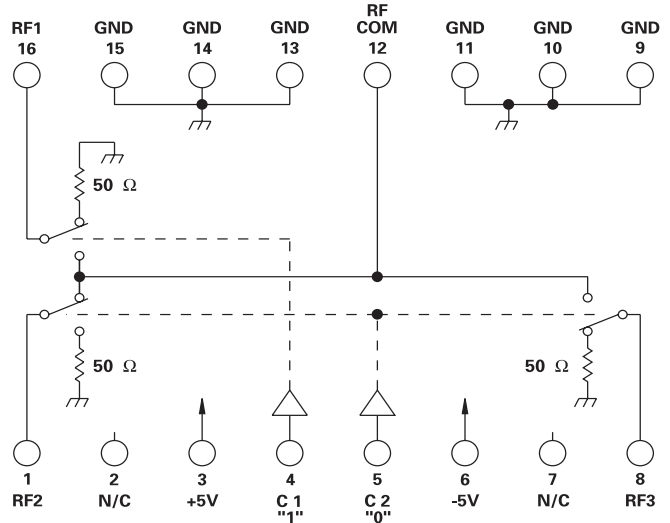 RF1 GND GND GND RF COM GND GND GND
16 15 14 13 12 11 10 9
50 Ω
50 Ω 50 Ω
1 2 3 4 5 6 7 8
RF2 N/C +5V C 1 C 2 -5V N/C RF3
"1" "0"